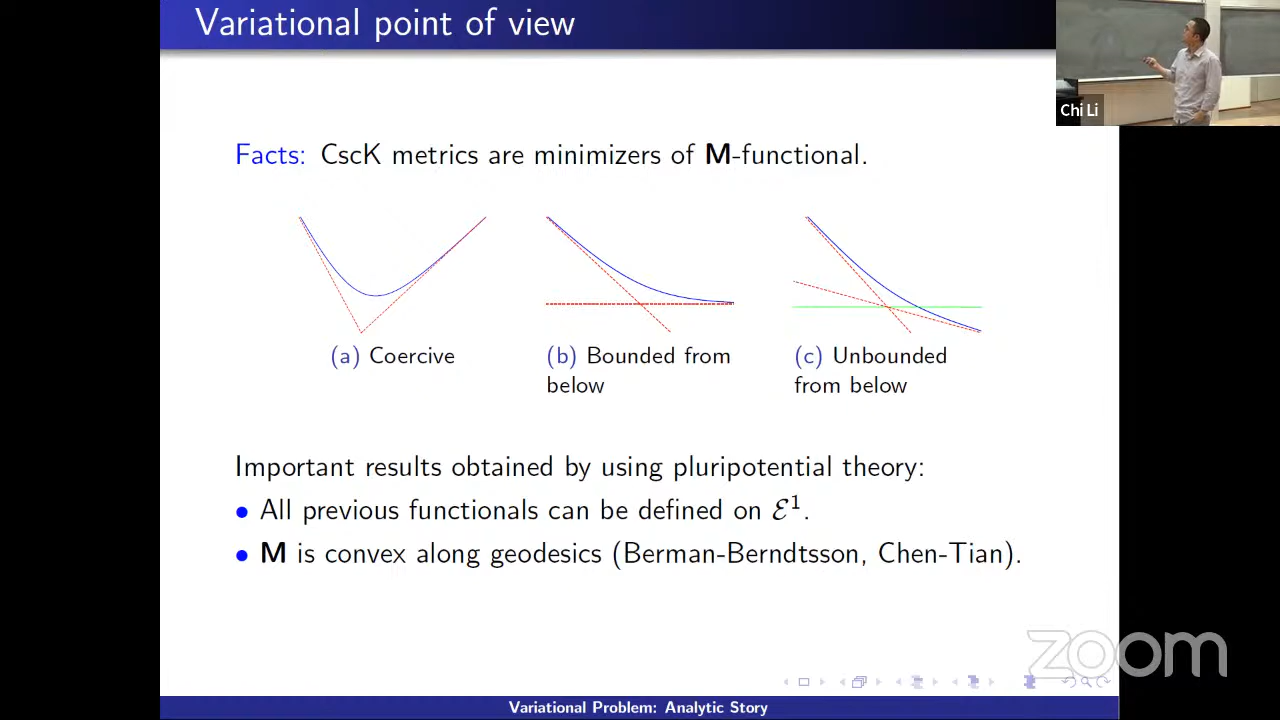 Variational point of view
Chi Li
Facts: CscK metrics are minimizers of M-functional.
(a) Coercive
(b) Bounded from
below
(c) Unbounded
from below
Important results obtained by using pluripotential theory:
• All previous functionals can be defined on ℰ¹.
• M is convex along geodesics (Berman-Berndtsson, Chen-Tian).
zoom
Variational Problem: Analytic Story